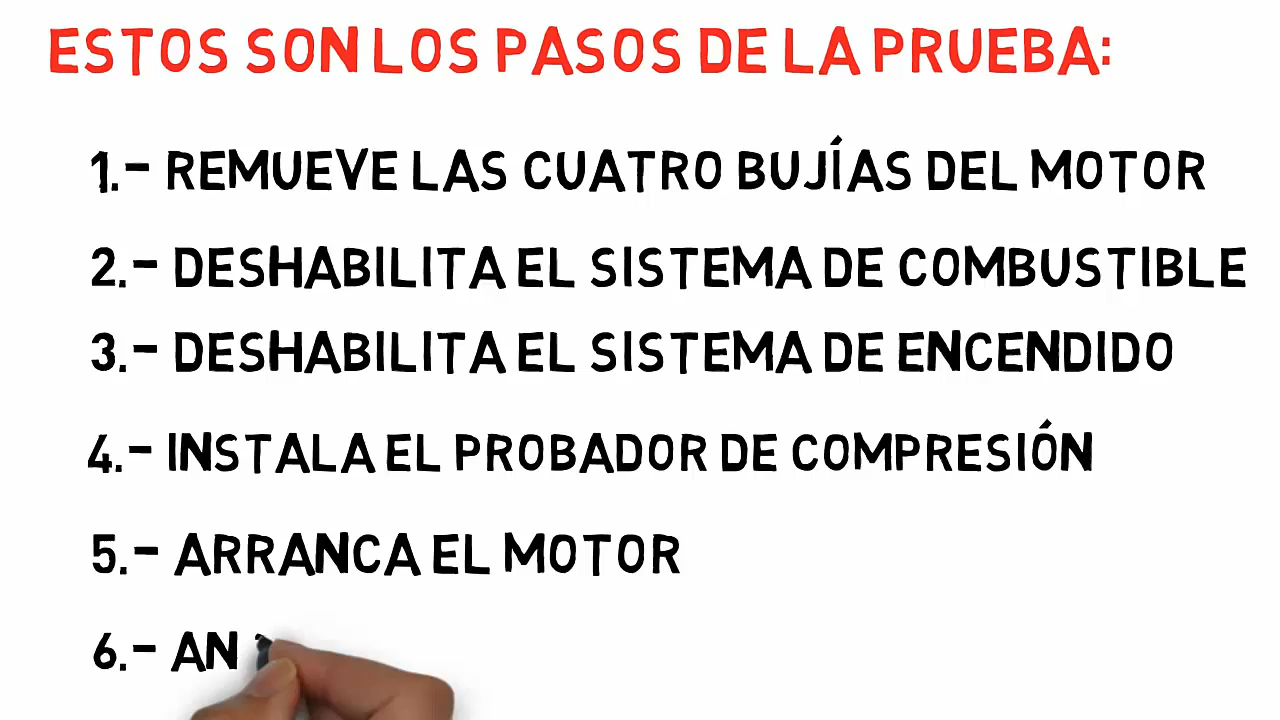 ESTOS SON LOS PASOS DE LA PRUEBA:
1.- REMUEVE LAS CUATRO BUJÍAS DEL MOTOR
2.- DESHABILITA EL SISTEMA DE COMBUSTIBLE
3.- DESHABILITA EL SISTEMA DE ENCENDIDO
4.- INSTALA EL PROBADOR DE COMPRESIÓN
5.- ARRANCA EL MOTOR
6.- AN